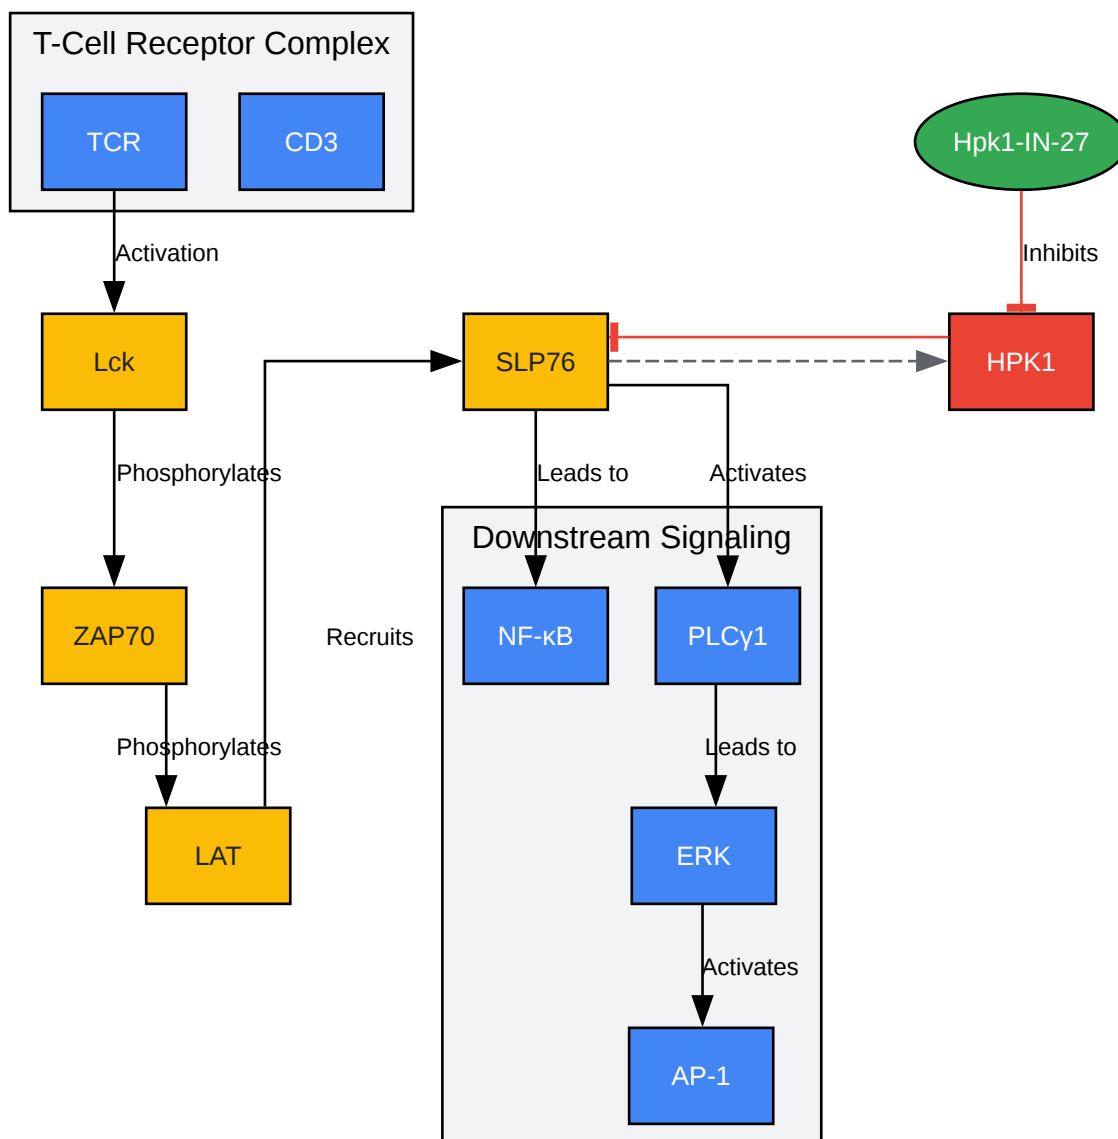 T-Cell Receptor Complex
TCR
CD3
Hpk1-IN-27
Activation
Inhibits
Lck
SLP76
HPK1
Phosphorylates
Leads to
Activates
Downstream Signaling
ZAP70
Recruits
NF-κB
PLCγ1
Phosphorylates
Leads to
LAT
ERK
Activates
AP-1